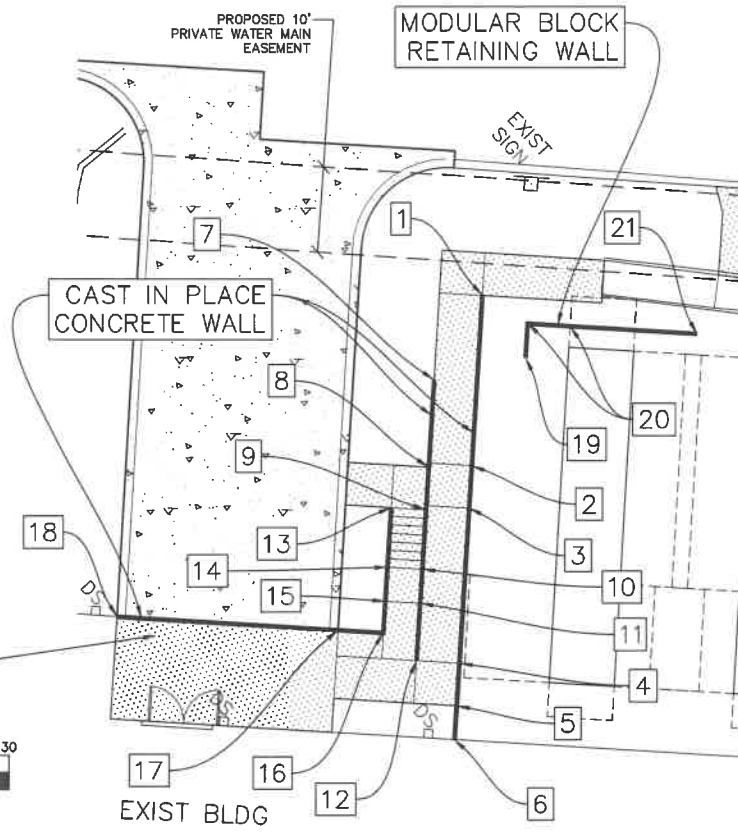 PROPOSED 10'
PRIVATE WATER MAIN
EASEMENT
MODULAR BLOCK
RETAINING WALL
EXIST
SIGN
1
21
7
CAST IN PLACE
CONCRETE WALL
8
19
20
9
2
13
3
18
14
10
DS
15
11
4
DS
DS
5
30
17
16
12
6
EXIST BLDG